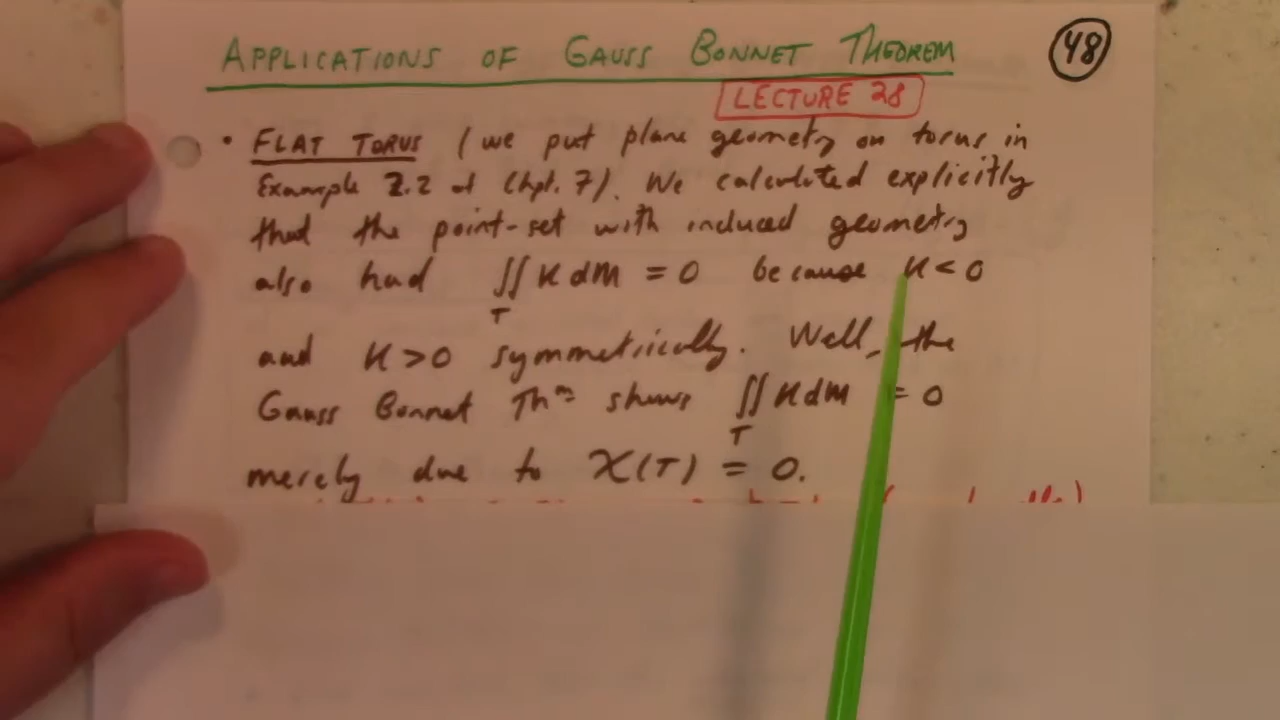 APPLICATIONS OF GAUSS BONNET THEOREM
48
LECTURE 28
• FLAT TORUS (we put plane geometry on torus in
Example 2.2 of Chpt. 7). We calculated explicitly
that the point-set with induced geometry
also had ∬_T K dM = 0 because K < 0
and K > 0 symmetrically. Well, the
Gauss Bonnet Thm shows ∬_T K dM = 0
merely due to χ(T) = 0.